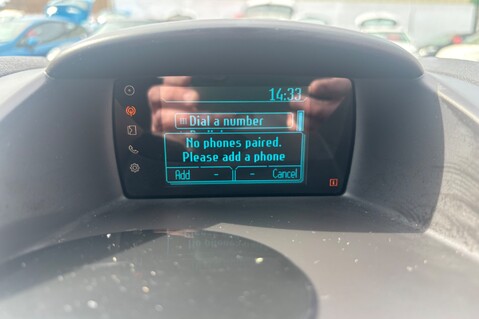 14:33
Dial a number
No phones paired.
Please add a phone
Add - - Cancel